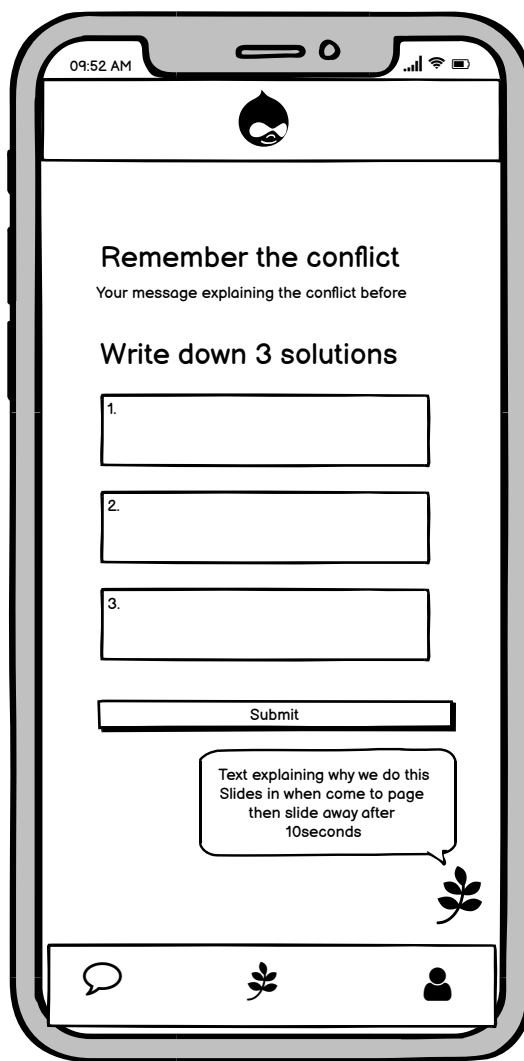 09:52 AM
Remember the conflict
Your message explaining the conflict before
Write down 3 solutions
1.
2.
3.
Submit
Text explaining why we do this
Slides in when come to page
then slide away after
10seconds